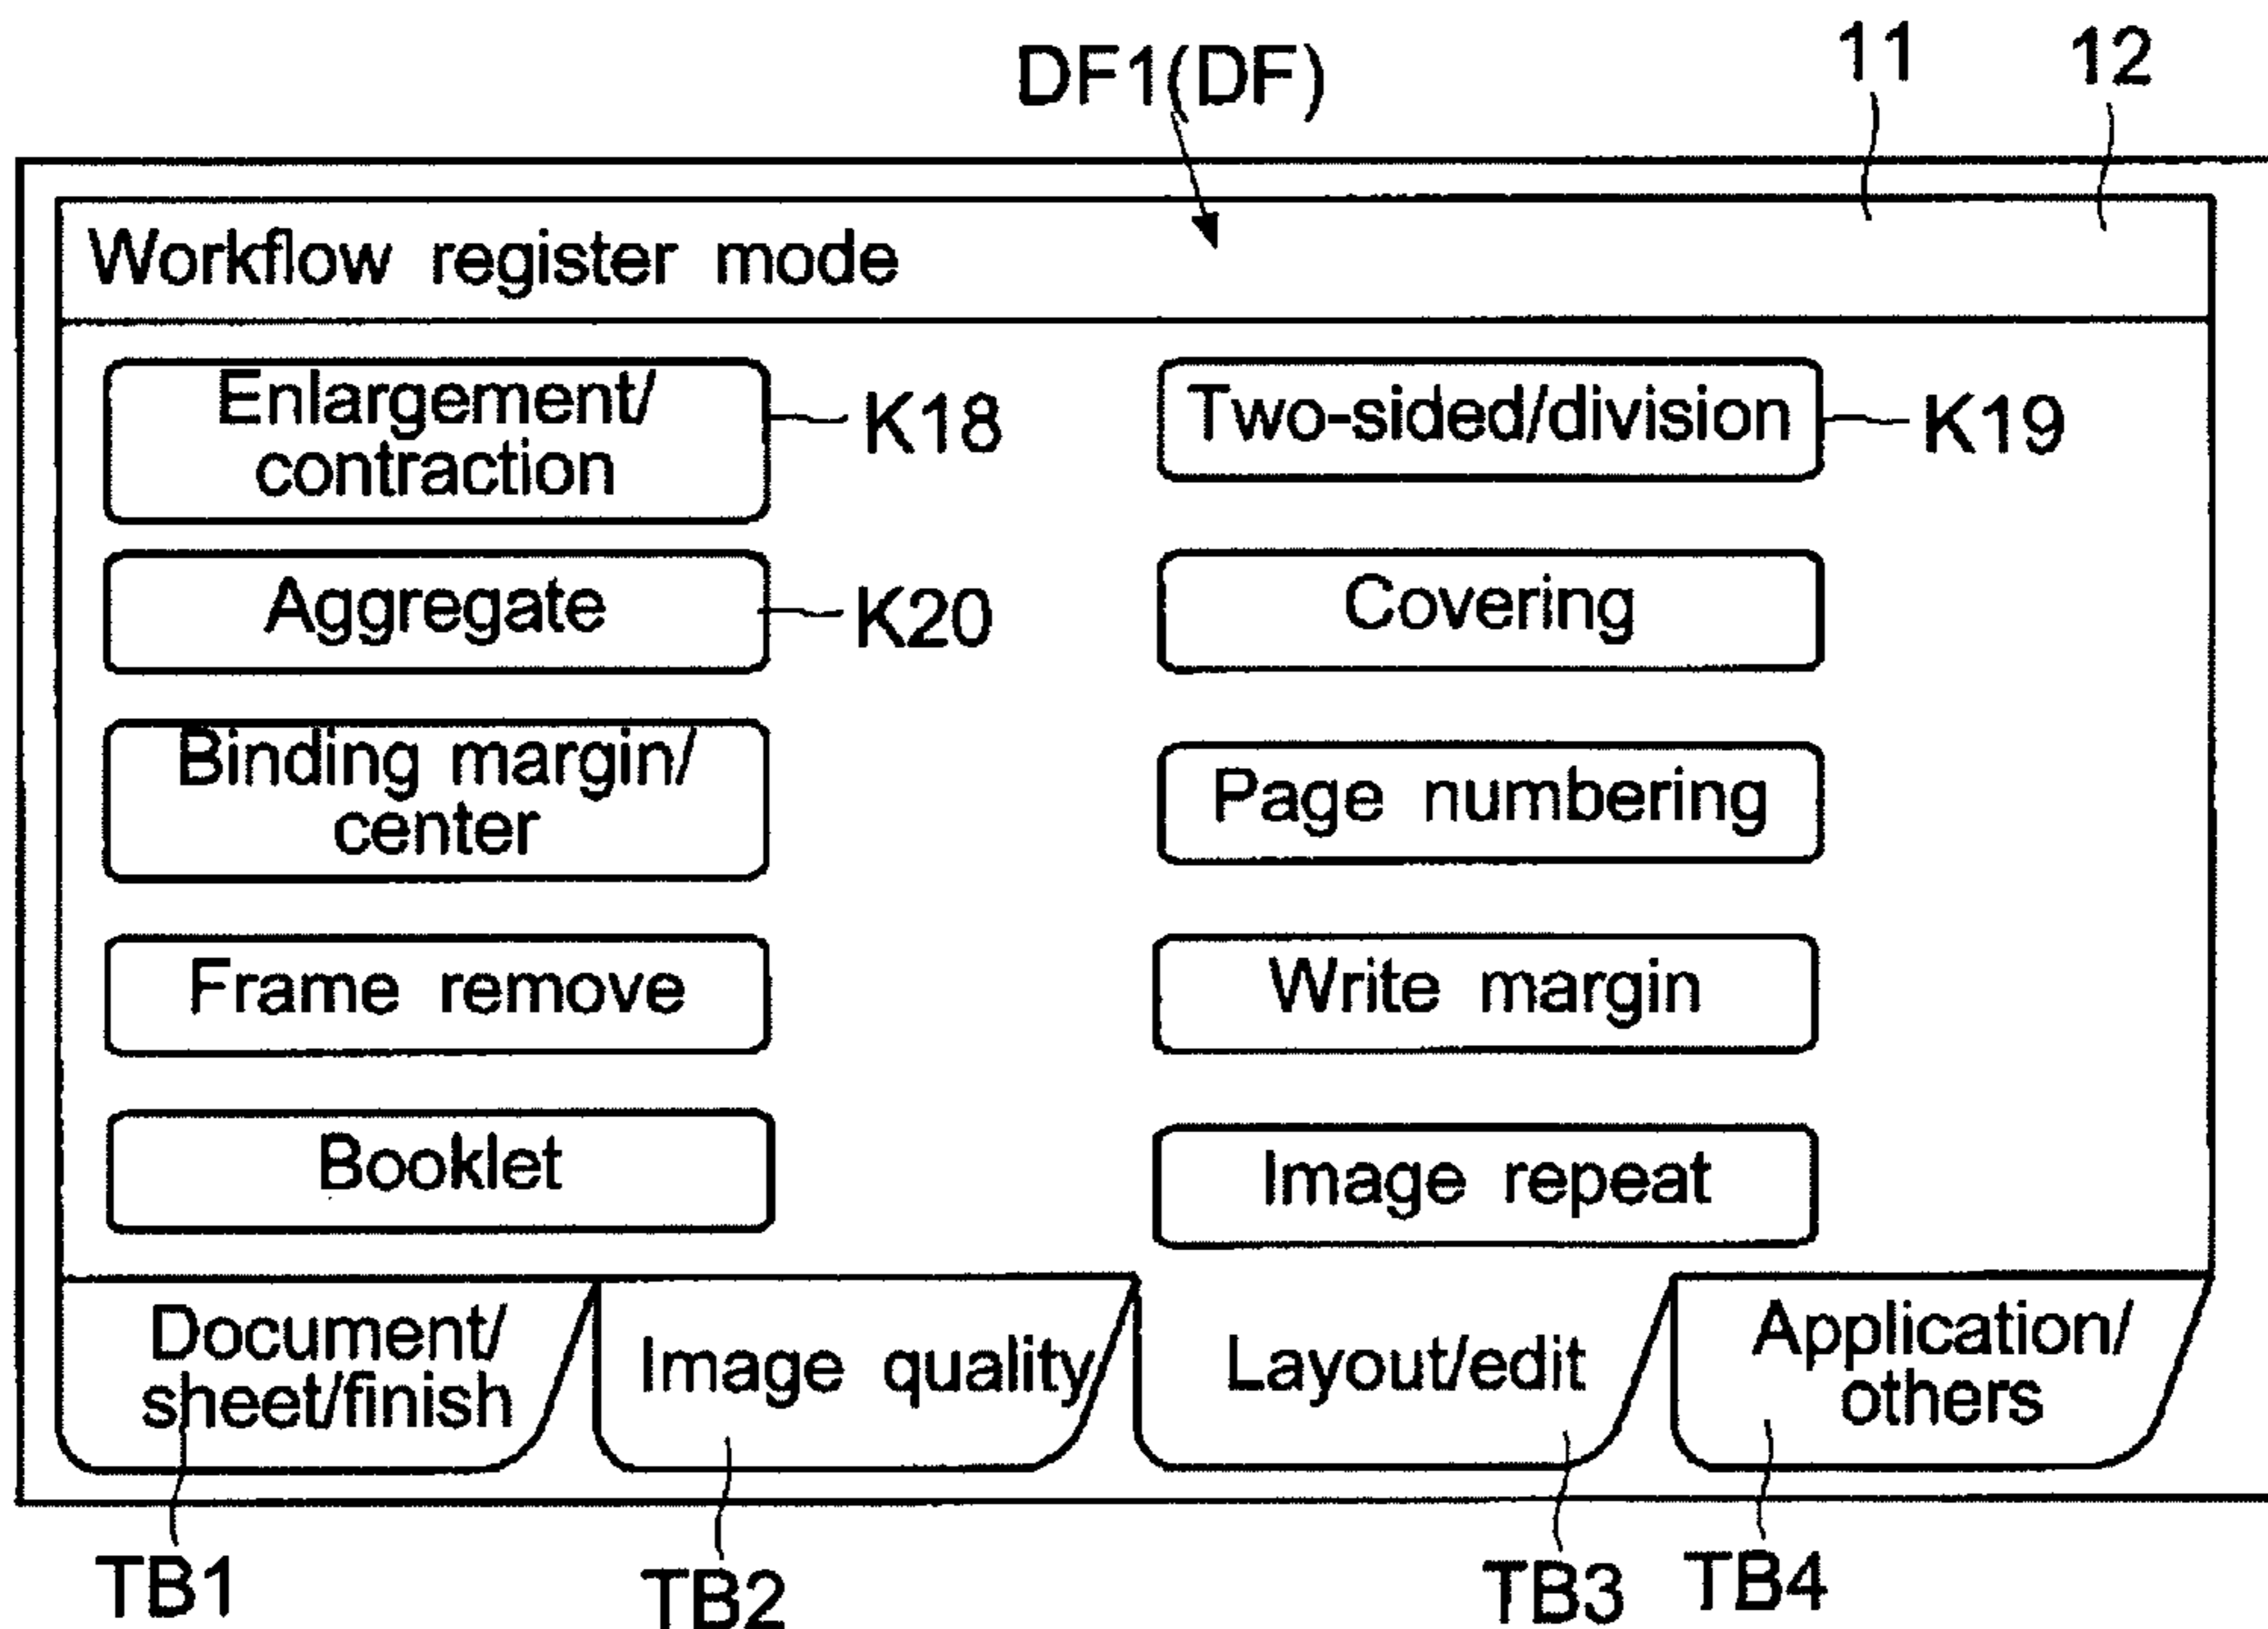 DF1(DF)
11
12
Workflow register mode
Enlargement/
contraction
K18
Two-sided/division
K19
Aggregate
K20
Covering
Binding margin/
center
Page numbering
Frame remove
Write margin
Booklet
Image repeat
Document/
sheet/finish
Image quality
Layout/edit
Application/
others
TB1
TB2
TB3
TB4